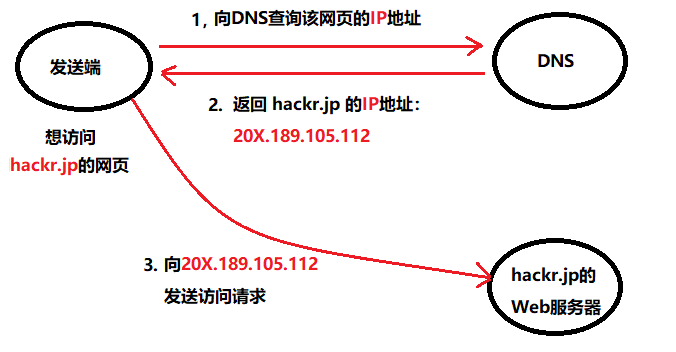 1, 向DNS查询该网页的IP地址
发送端
DNS
2. 返回 hackr.jp 的IP地址：
20X.189.105.112
想访问
hackr.jp的网页
3. 向20X.189.105.112
发送访问请求
hackr.jp的
Web服务器